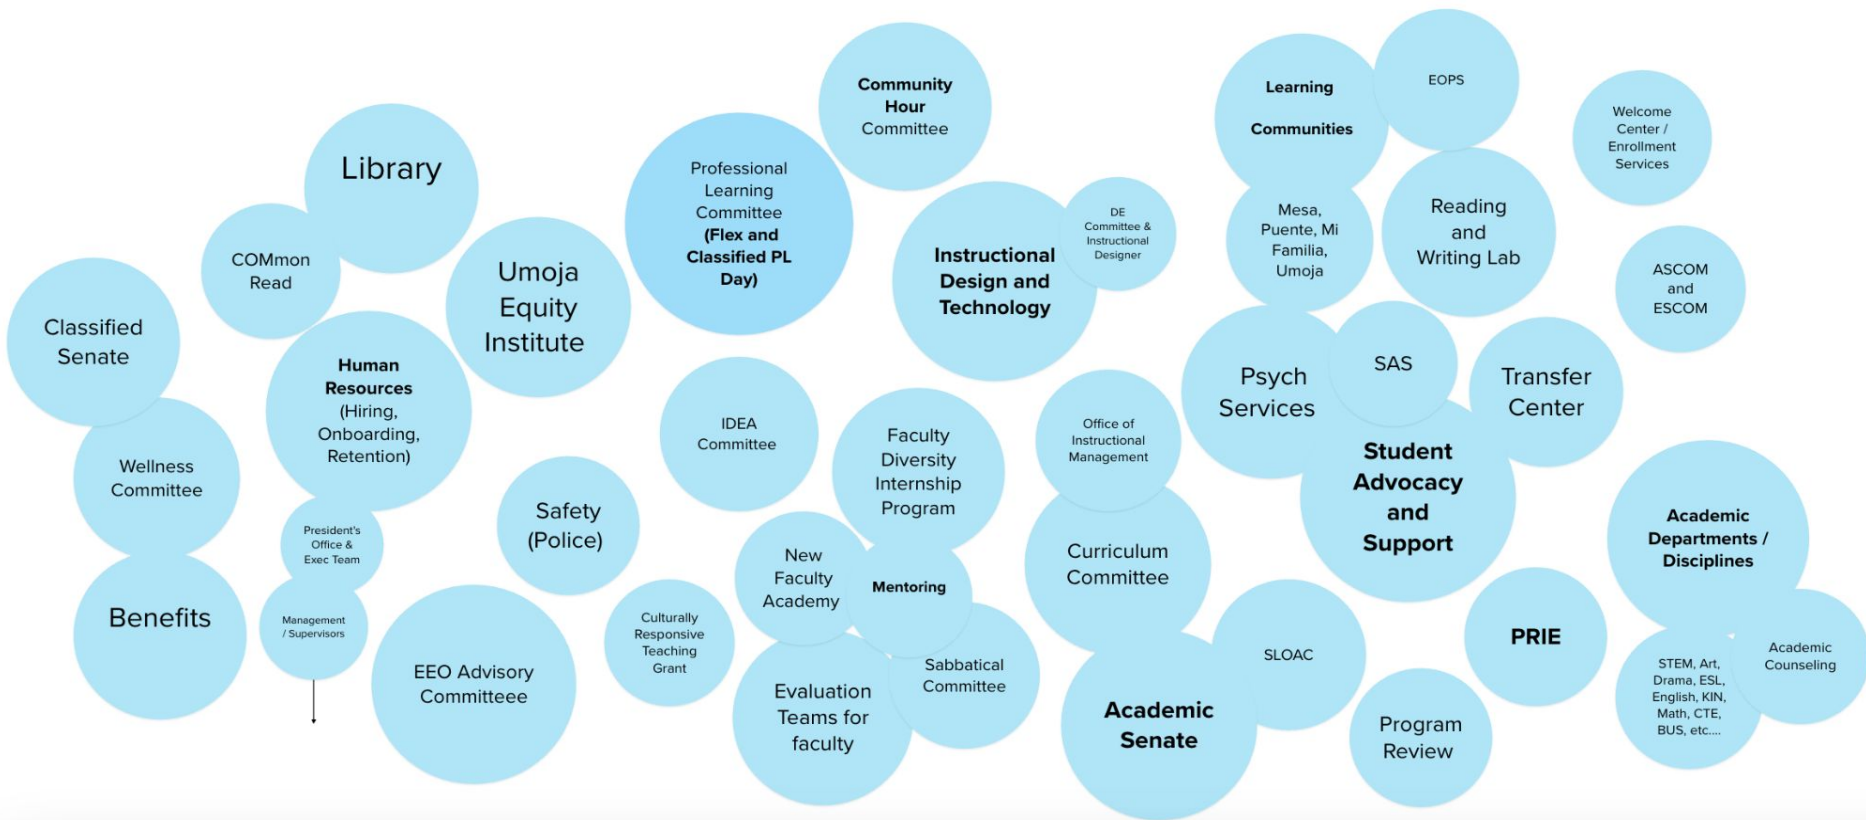 Library
COMmon
Read
Classified
Senate
Wellness
Committee
Benefits
Human
Resources
(Hiring,
Onboarding,
Retention)
President's
Office &
Exec Team
Management
/ Supervisors
Umoja
Equity
Institute
Safety
(Police)
EEO Advisory
Committeee
Professional
Learning
Committee
(Flex and
Classified PL
Day)
Community
Hour
Committee
Instructional
Design and
Technology
DE
Committee &
Instructional
Designer
IDEA
Committee
Faculty
Diversity
Internship
Program
New
Faculty
Academy
Mentoring
Culturally
Responsive
Teaching
Grant
Evaluation
Teams for
faculty
Sabbatical
Committee
Office of
Instructional
Management
Curriculum
Committee
Academic
Senate
SLOAC
Learning
Communities
EOPS
Mesa,
Puente, Mi
Familia,
Umoja
Reading
and
Writing Lab
Welcome
Center /
Enrollment
Services
ASCOM
and
ESCOM
Psych
Services
SAS
Transfer
Center
Student
Advocacy
and
Support
PRIE
Program
Review
Academic
Departments /
Disciplines
STEM, Art,
Drama, ESL,
English, KIN,
Math, CTE,
BUS, etc....
Academic
Counseling